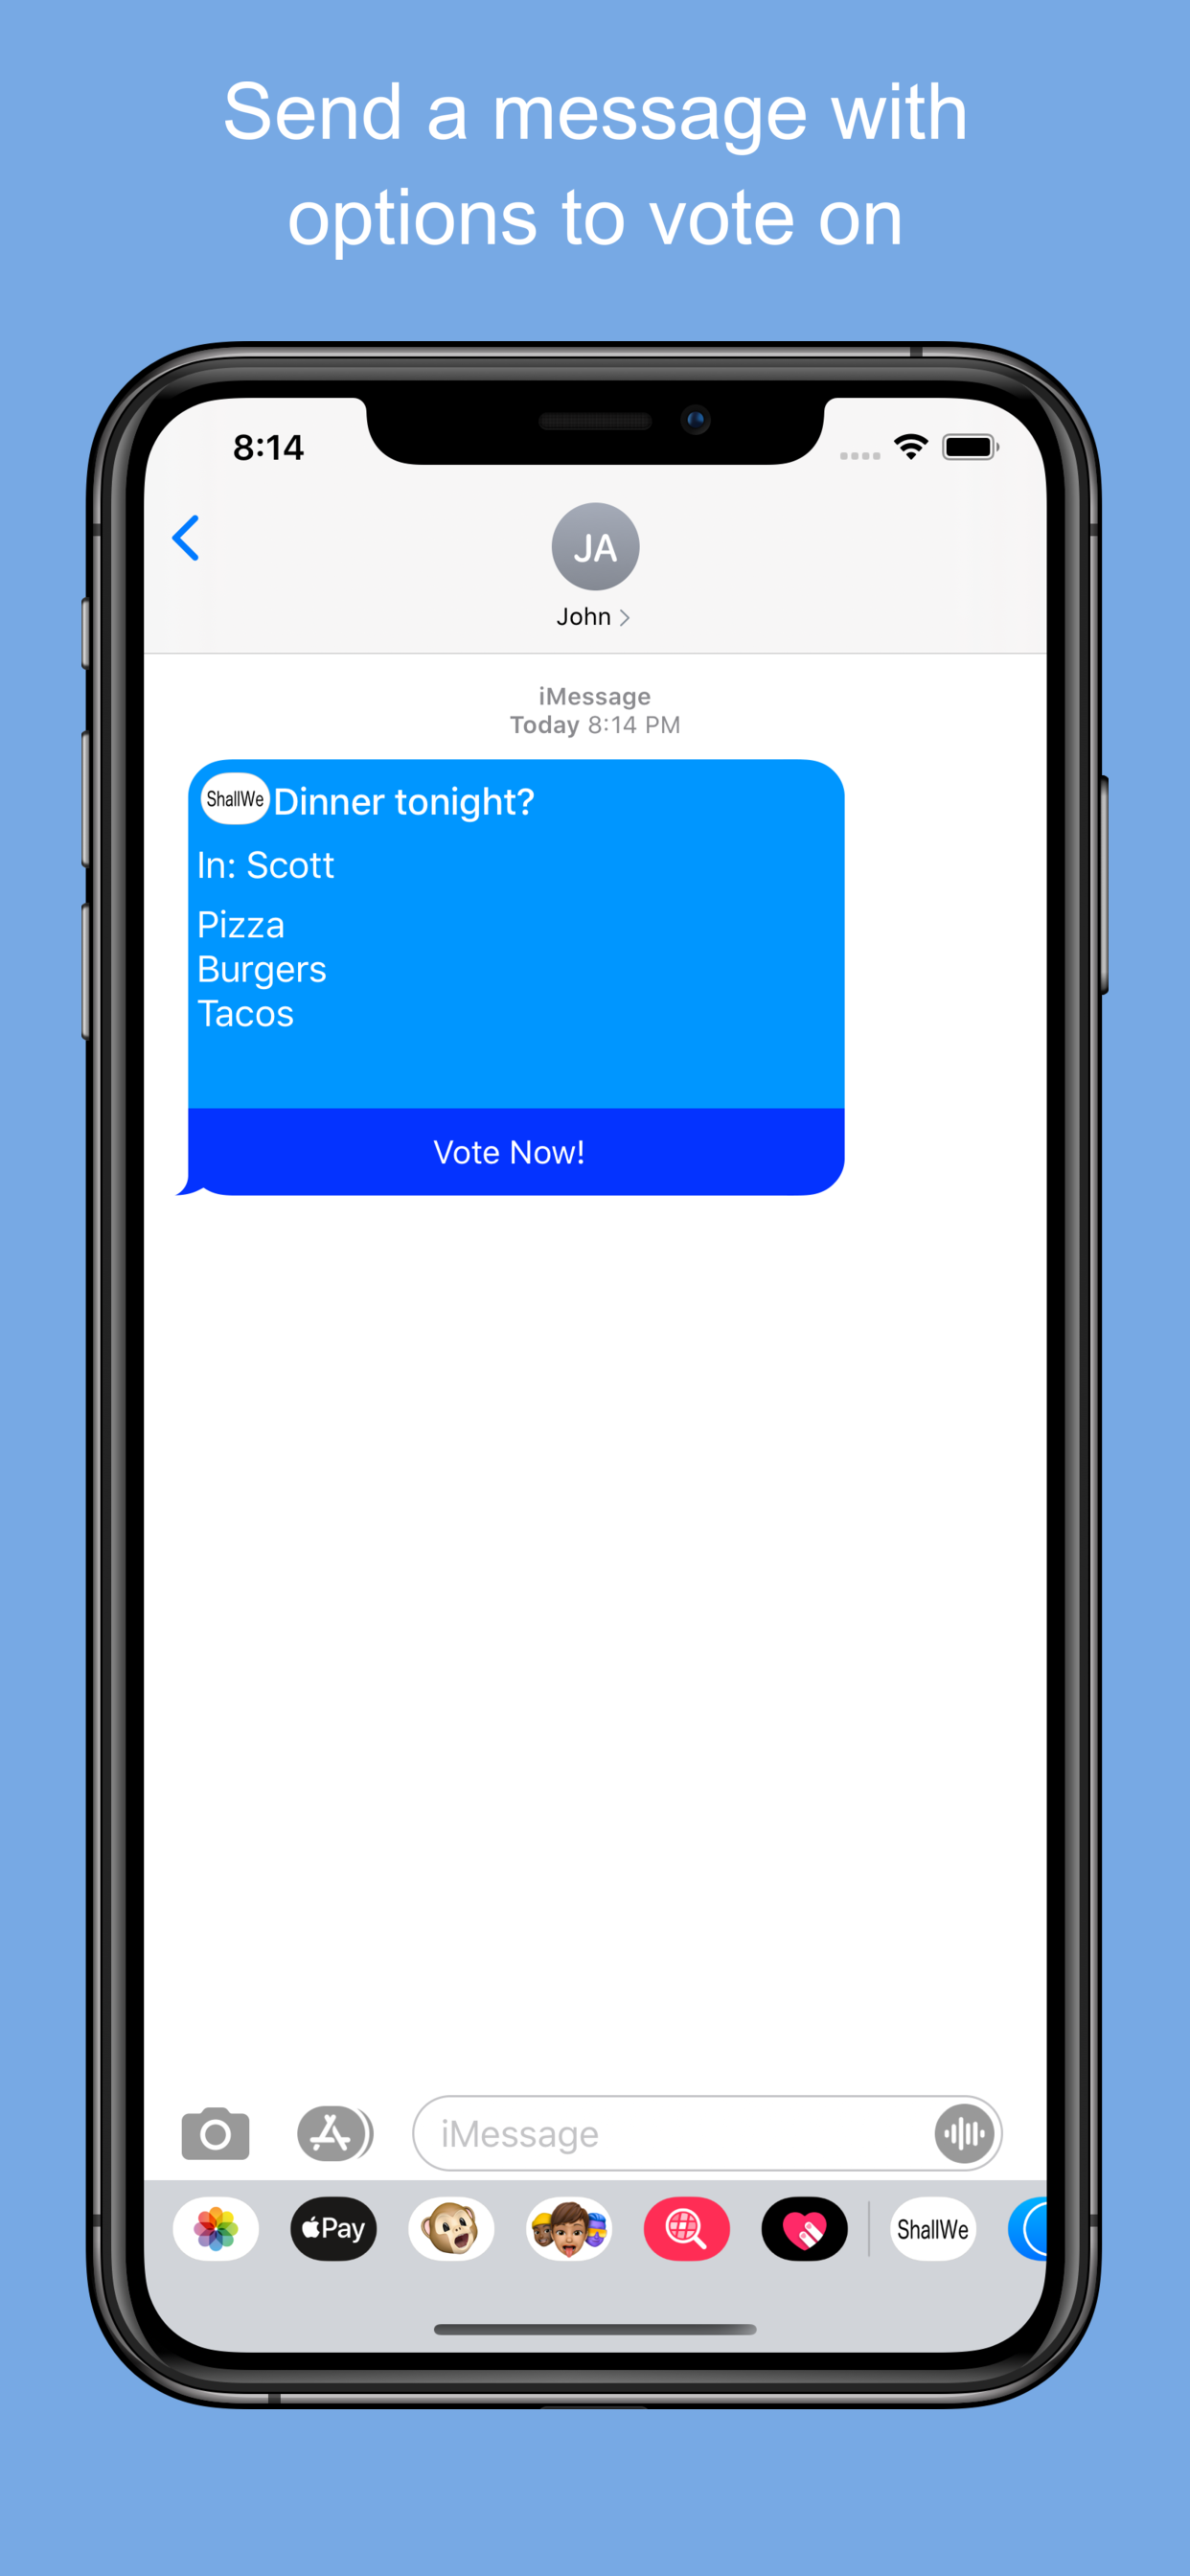 Send a message with
options to vote on
8:14
JA
John
iMessage
Today 8:14 PM
ShallWe Dinner tonight?
In: Scott
Pizza
Burgers
Tacos
Vote Now!
iMessage
Pay
ShallWe